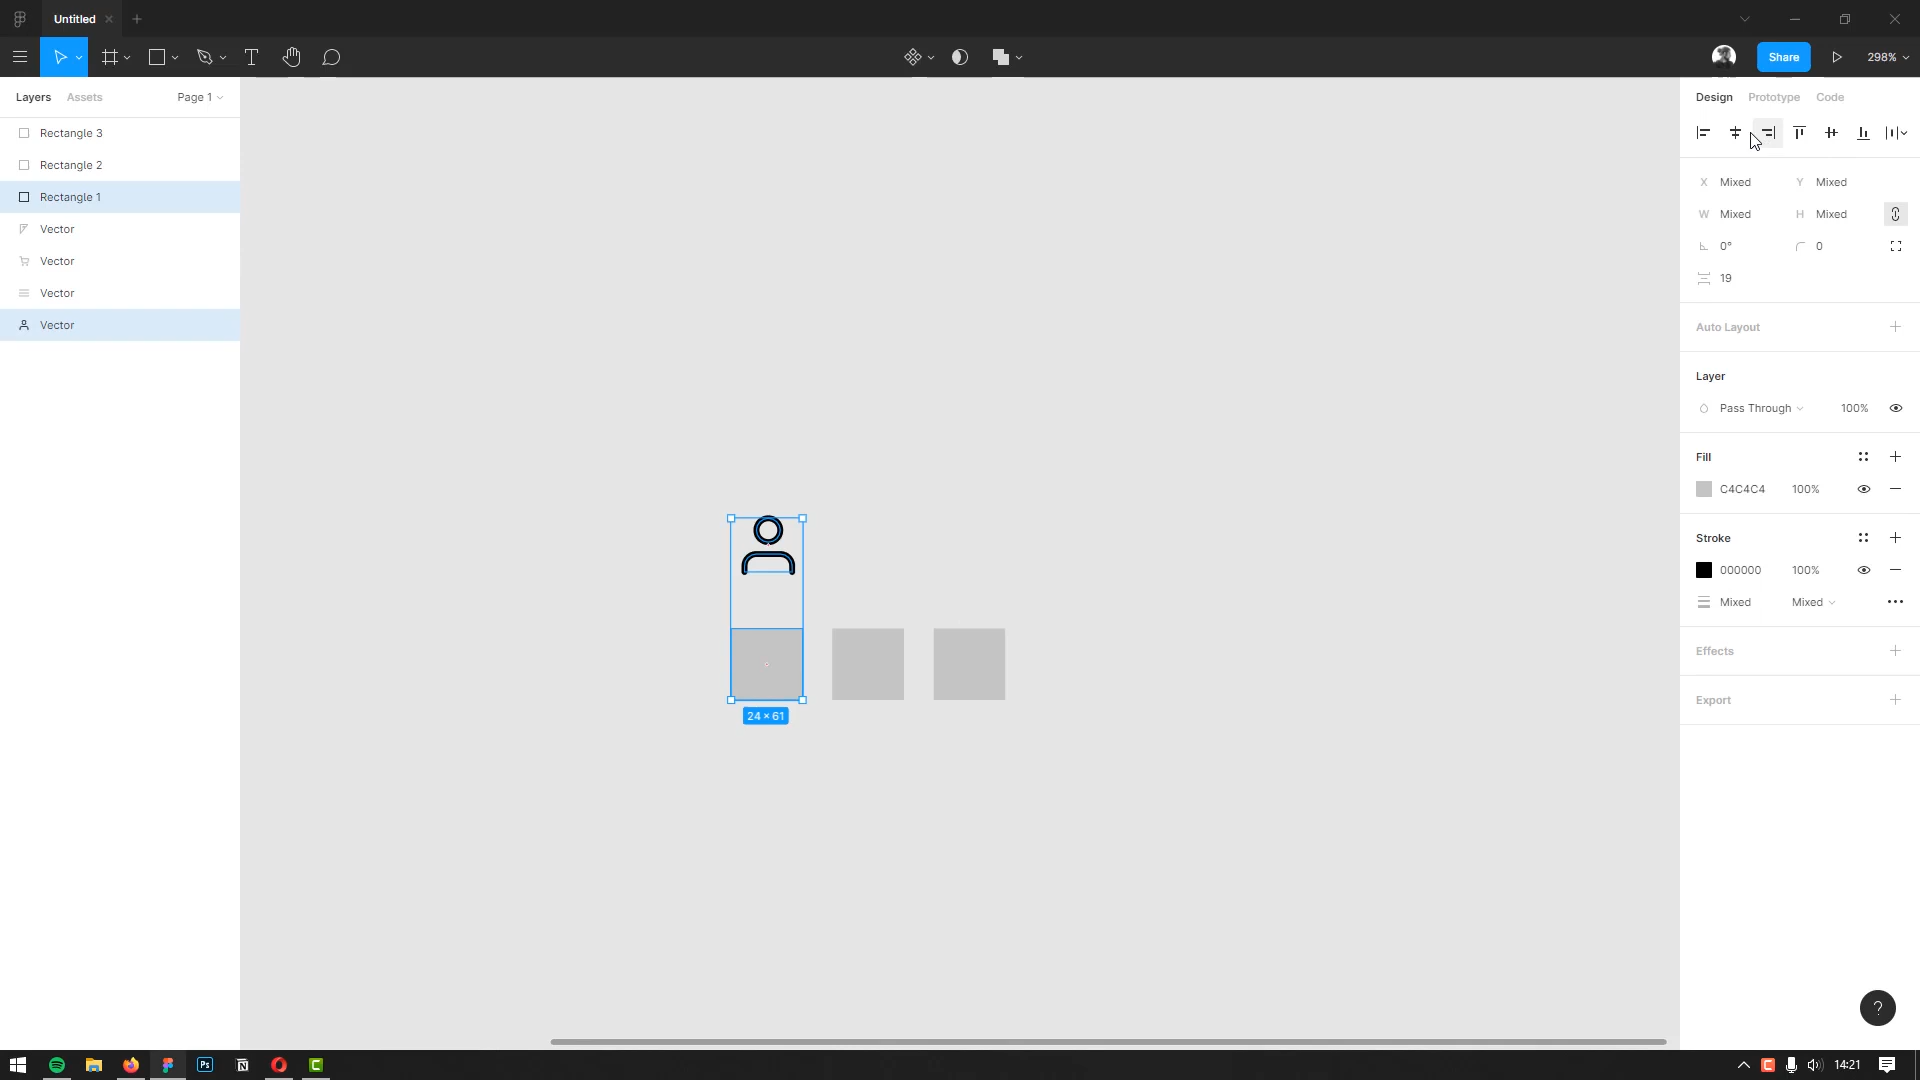 Untitled
Share
298%
Layers
Assets
Page 1
Design
Prototype
Code
Rectangle 3
Rectangle 2
Rectangle 1
Vector
Vector
Vector
Vector
X Mixed
Y Mixed
W Mixed
H Mixed
0°
0
19
Auto Layout
Layer
Pass Through
100%
Fill
C4C4C4
100%
Stroke
000000
100%
Mixed
Mixed
Effects
Export
24 × 61
?
Ps
N
C
C
14:21